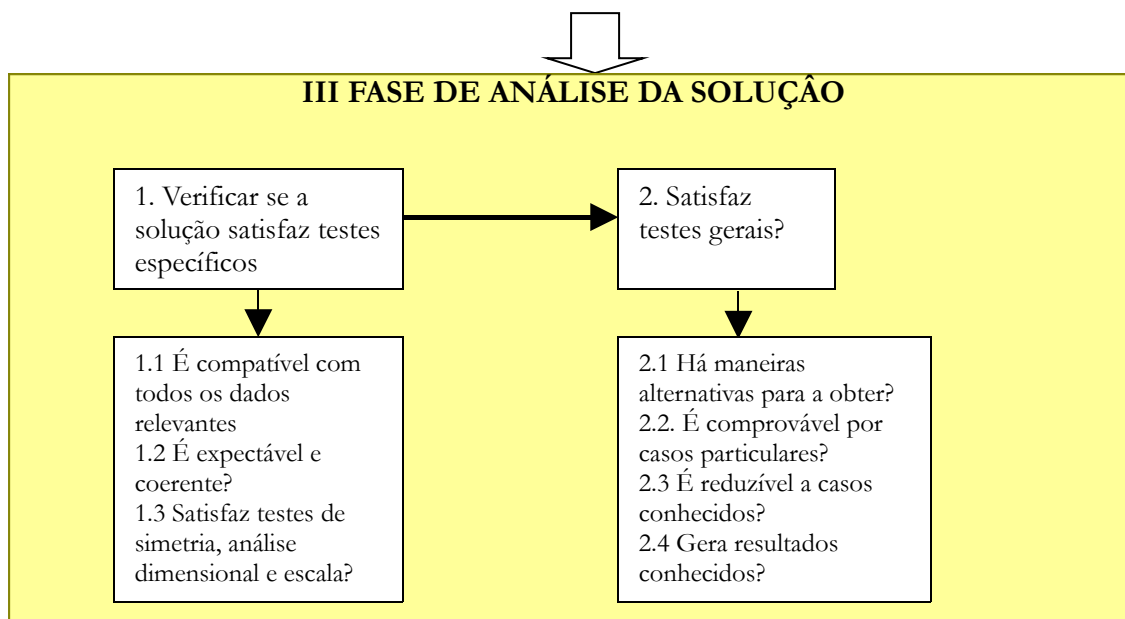 III FASE DE ANÁLISE DA SOLUÇÂO
1. Verificar se a
solução satisfaz testes
específicos
2. Satisfaz
testes gerais?
1.1 É compatível com
todos os dados
relevantes
1.2 É expectável e
coerente?
1.3 Satisfaz testes de
simetria, análise
dimensional e escala?
2.1 Há maneiras
alternativas para a obter?
2.2. É comprovável por
casos particulares?
2.3 É reduzível a casos
conhecidos?
2.4 Gera resultados
conhecidos?